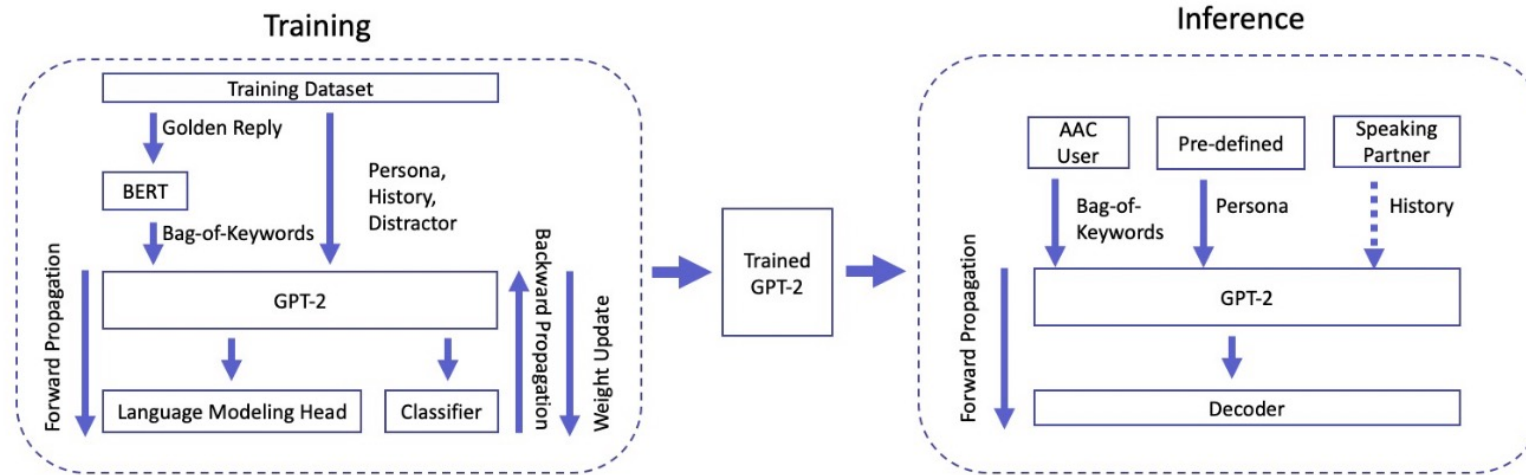 Training
Training Dataset
Golden Reply
BERT
Persona,
History,
Distractor
Bag-of-Keywords
Forward Propagation
GPT-2
Backward Propagation
Weight Update
Language Modeling Head
Classifier
Trained
GPT-2
Inference
AAC
User
Pre-defined
Speaking
Partner
Bag-of-
Keywords
Persona
History
Forward Propagation
GPT-2
Decoder